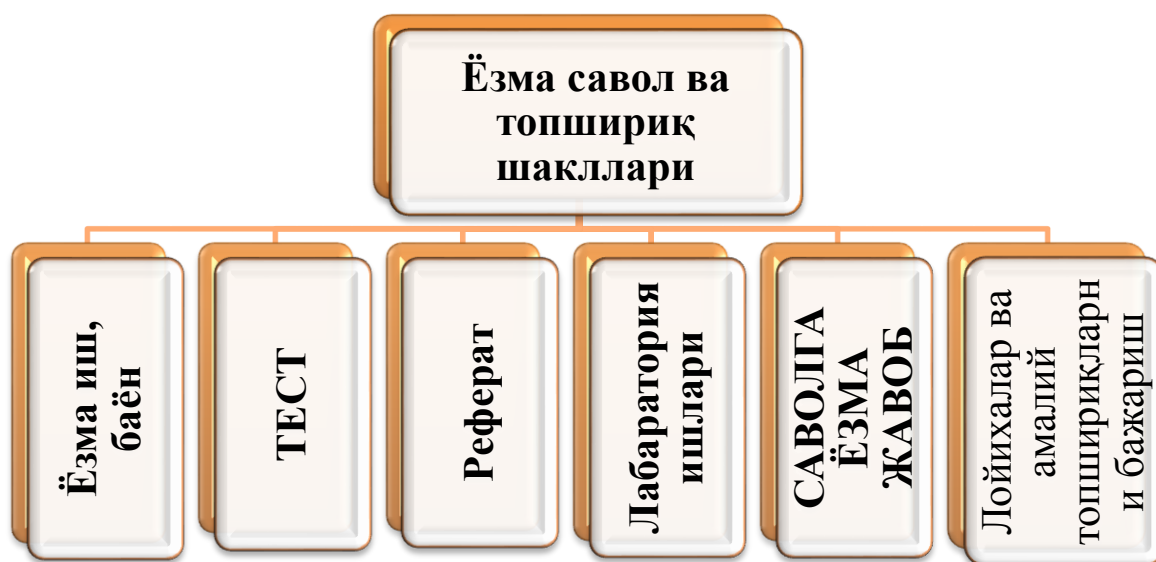 Ёзма савол ва
топшириқ
шакллари
Ёзма иш,
баён
ТЕСТ
Реферат
Лабаратория
ишлари
САВОЛГА
ЁЗМА
ЖАВОБ
Лойихалар ва
амалий
топшириқларн
и бажариш